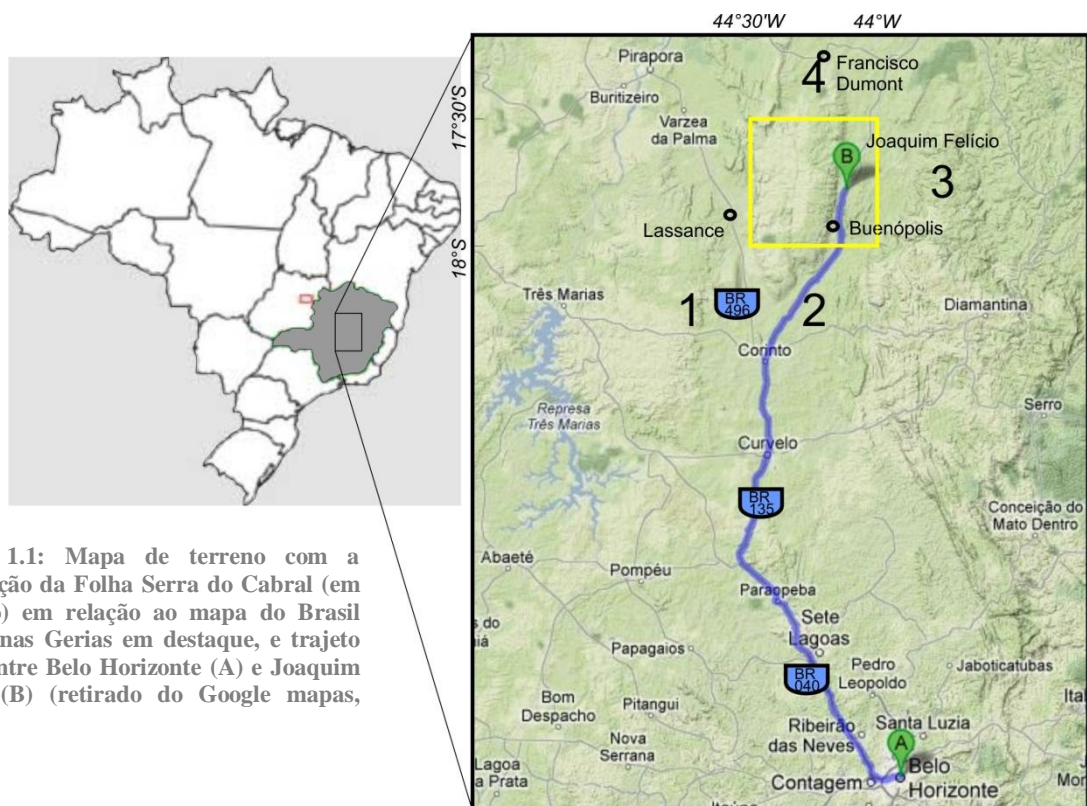 44°30'W
44°W
17°30S
18°S
Pirapora
4
Francisco
Dumont
Buritizeiro
Varzea
da Palma
Joaquim Felício
B
3
Lassance
Buenópolis
Três Marias
1
BR
496
2
Diamantina
Corinto
Represa
Três Marias
Serro
Curvelo
BR
135
Conceição do
Mato Dentro
Abaeté
Pompéu
Paraopeba
s do
iá
Sete
Lagoas
Papagaios
BR
040
Pedro
Leopoldo
Jaboticatubas
Bom
Despacho
Pitangui
Ital
Ribeirão
das Neves
Santa Luzia
Nova
Serrana
A
Lagoa
a Prata
Contagem
Belo
Horizonte
J
Mon
1.1: Mapa de terreno com a
ção da Folha Serra do Cabral (em
o) em relação ao mapa do Brasil
nas Gerias em destaque, e trajeto
ntre Belo Horizonte (A) e Joaquim
(B) (retirado do Google mapas,